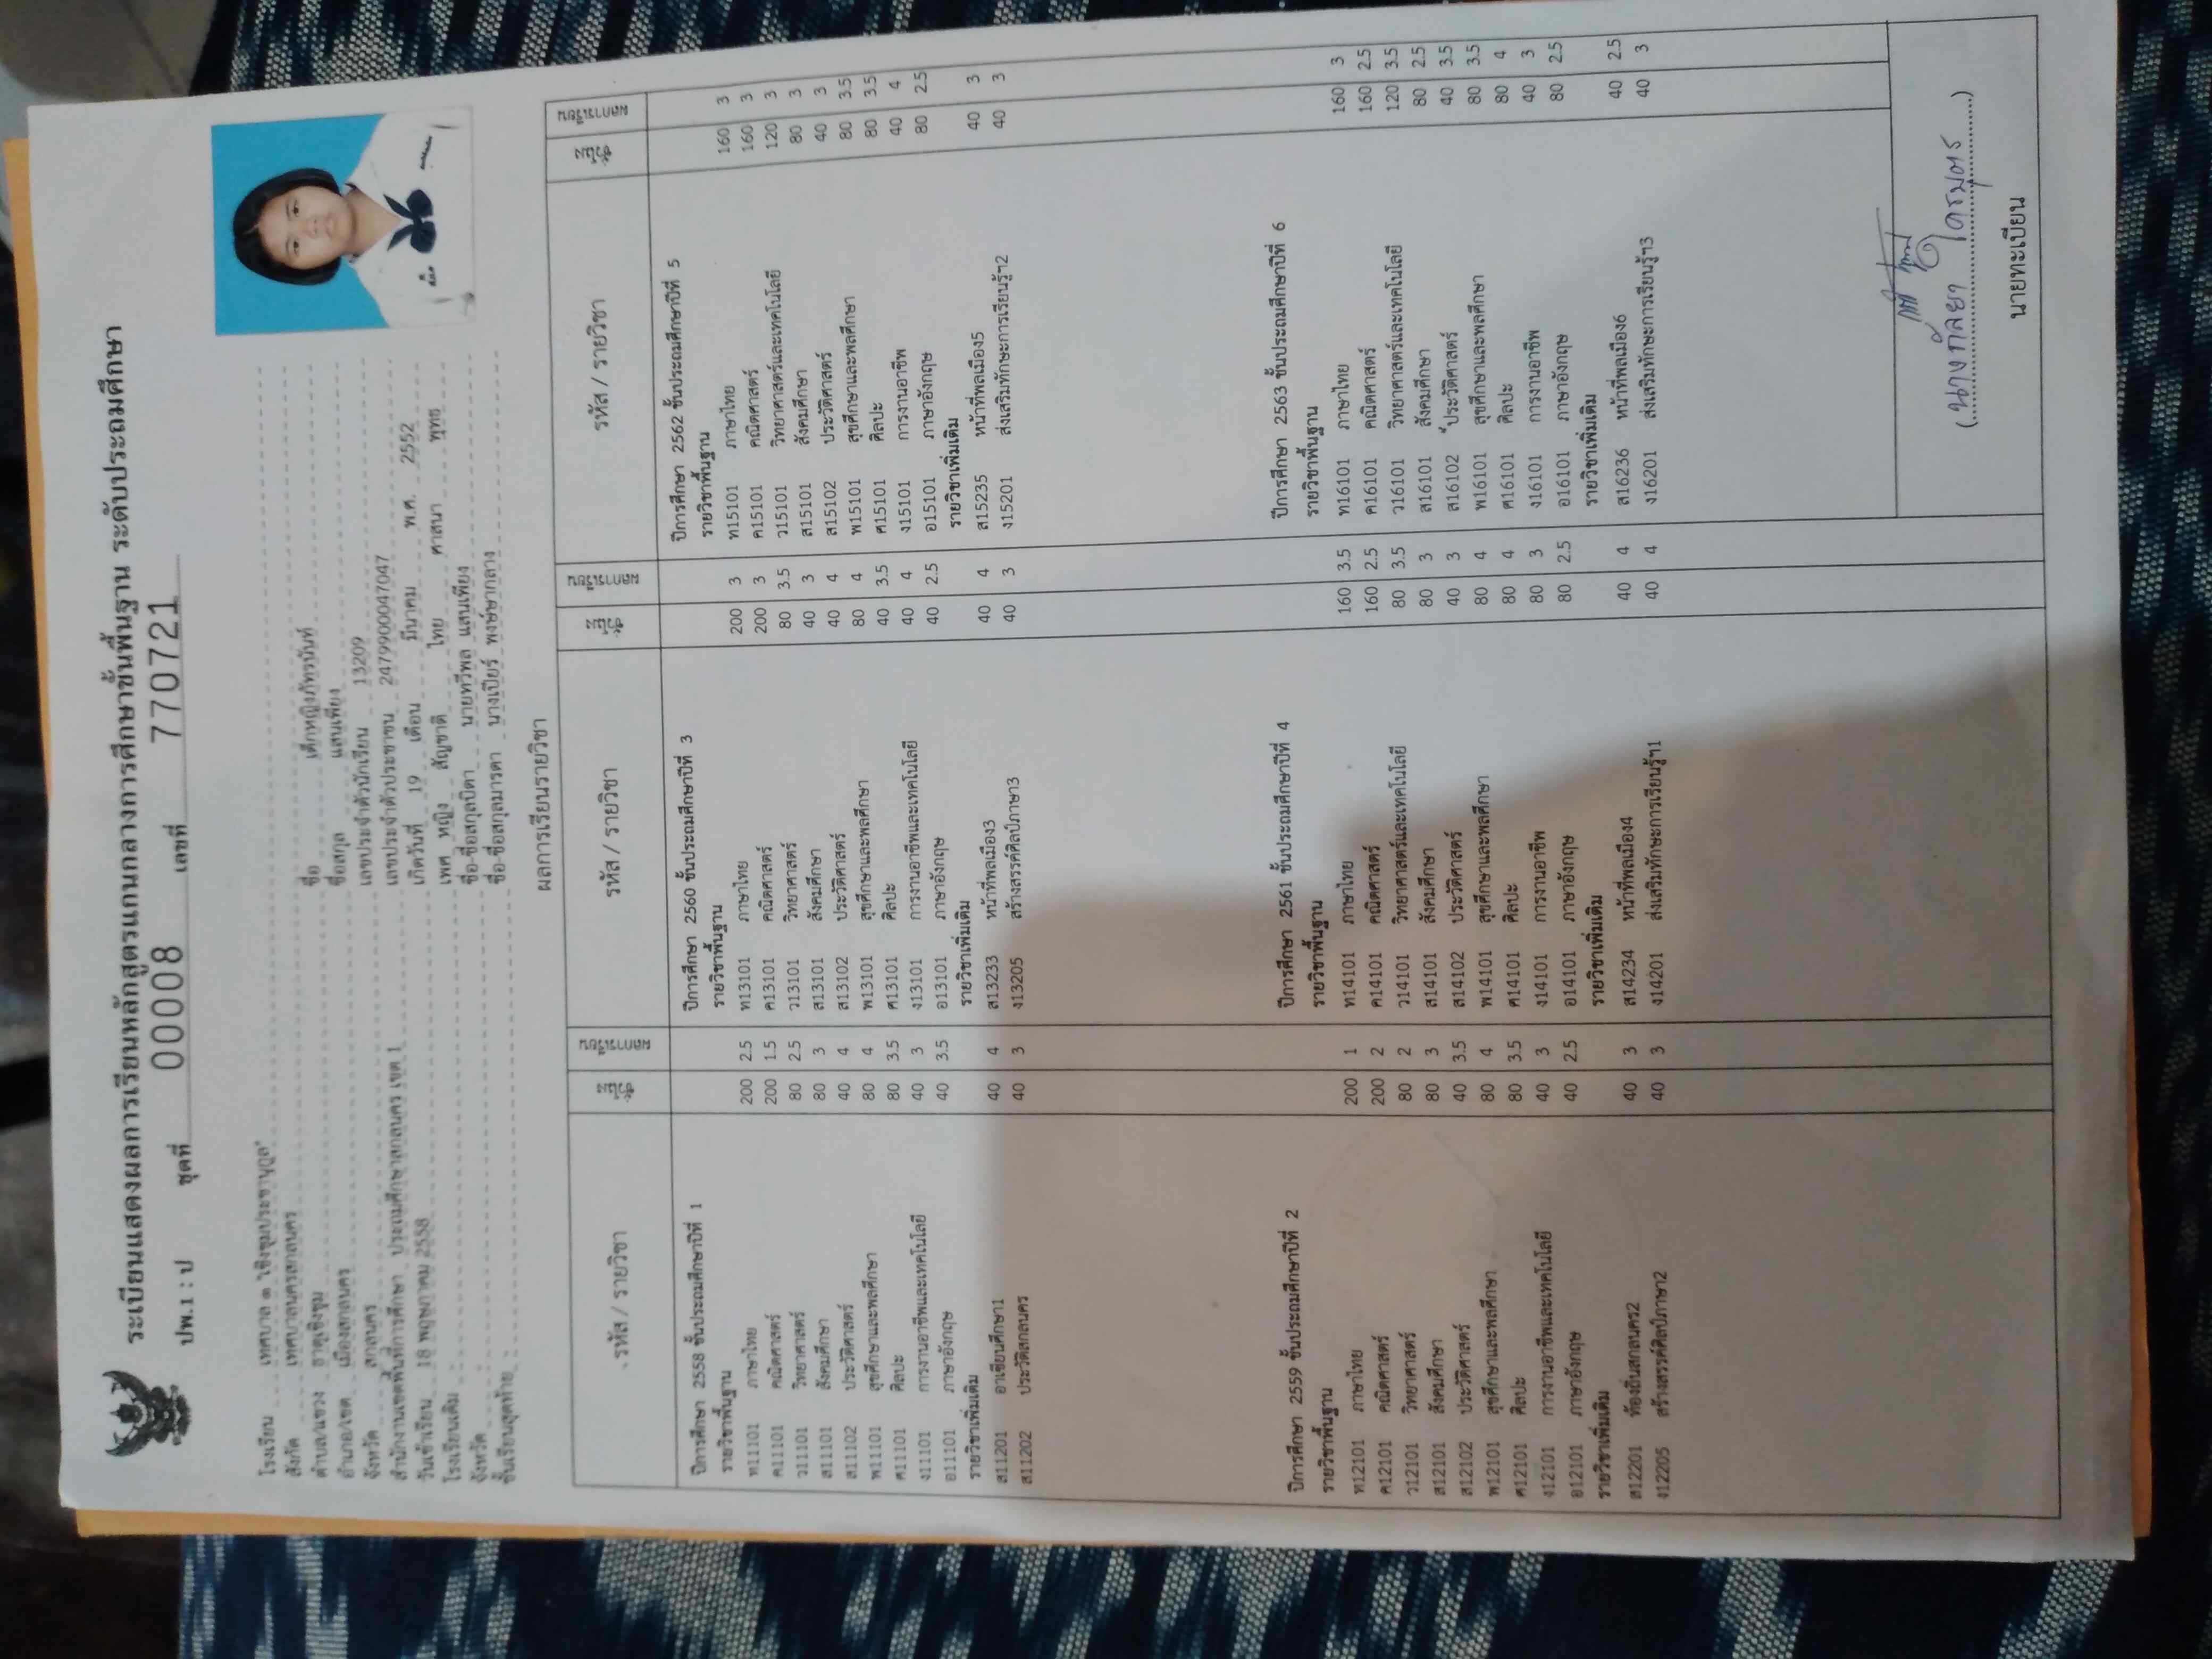 ระเบียนแสดงผลการเรียนหลักสูตรแกนกลางการศึกษาขั้นพื้นฐาน ระดับประถมศึกษา
ปพ.1 : ป ชุดที่ 00008 เลขที่ 770721
โรงเรียน เทศบาล ๓ "เชิงชุมประชานุกูล"
สังกัด เทศบาลนครสกลนคร
ตำบล/แขวง ธาตุเชิงชุม
อำเภอ/เขต เมืองสกลนคร
จังหวัด สกลนคร
สำนักงานเขตพื้นที่การศึกษา ประถมศึกษาสกลนคร เขต 1
วันเข้าเรียน 18 พฤษภาคม 2558
โรงเรียนเดิม :
จังหวัด :
ชั้นเรียนสุดท้าย :
ชื่อ เด็กหญิงภัทรนันท์
ชื่อสกุล แสนเพียง
เลขประจำตัวนักเรียน 13209
เลขประจำตัวประชาชน 2479900047047
เกิดวันที่ 19 เดือน มีนาคม พ.ศ. 2552
เพศ หญิง สัญชาติ ไทย ศาสนา พุทธ
ชื่อ-ชื่อสกุลบิดา นายทวีพล แสนเพียง
ชื่อ-ชื่อสกุลมารดา นางเปียร์ พงษ์ษากลาง
ผลการเรียนรายวิชา
รหัส / รายวิชา ผลการเรียน
ปีการศึกษา 2558 ชั้นประถมศึกษาปีที่ 1
รายวิชาพื้นฐาน
ท11101 ภาษาไทย 200 2.5
ค11101 คณิตศาสตร์ 200 1.5
ว11101 วิทยาศาสตร์ 80 2.5
ส11101 สังคมศึกษา 80 3
ส11102 ประวัติศาสตร์ 40 4
พ11101 สุขศึกษาและพลศึกษา 80 4
ศ11101 ศิลปะ 80 3.5
ง11101 การงานอาชีพและเทคโนโลยี 40 3
อ11101 ภาษาอังกฤษ 40 3.5
รายวิชาเพิ่มเติม
ส11201 อาเซียนศึกษา1 40 4
ส11202 ประวัติสกลนคร 40 3
ปีการศึกษา 2559 ชั้นประถมศึกษาปีที่ 2
รายวิชาพื้นฐาน
ท12101 ภาษาไทย 200 1
ค12101 คณิตศาสตร์ 200 2
ว12101 วิทยาศาสตร์ 80 2
ส12101 สังคมศึกษา 80 3
ส12102 ประวัติศาสตร์ 40 3.5
พ12101 สุขศึกษาและพลศึกษา 80 4
ศ12101 ศิลปะ 80 3.5
ง12101 การงานอาชีพและเทคโนโลยี 40 3
อ12101 ภาษาอังกฤษ 40 2.5
รายวิชาเพิ่มเติม
ส12201 ท้องถิ่นสกลนคร2 40 3
ง12205 สร้างสรรค์ศิลป์ภาษา2 40 3
รหัส / รายวิชา ผลการเรียน
ปีการศึกษา 2560 ชั้นประถมศึกษาปีที่ 3
รายวิชาพื้นฐาน
ท13101 ภาษาไทย 200 3
ค13101 คณิตศาสตร์ 200 3
ว13101 วิทยาศาสตร์ 80 3.5
ส13101 สังคมศึกษา 40 3
ส13102 ประวัติศาสตร์ 40 4
พ13101 สุขศึกษาและพลศึกษา 80 4
ศ13101 ศิลปะ 40 3.5
ง13101 การงานอาชีพและเทคโนโลยี 40 4
อ13101 ภาษาอังกฤษ 40 2.5
รายวิชาเพิ่มเติม
ส13233 หน้าที่พลเมือง3 40 4
ง13205 สร้างสรรค์ศิลป์ภาษา3 40 3
ปีการศึกษา 2561 ชั้นประถมศึกษาปีที่ 4
รายวิชาพื้นฐาน
ท14101 ภาษาไทย 160 3.5
ค14101 คณิตศาสตร์ 160 2.5
ว14101 วิทยาศาสตร์และเทคโนโลยี 80 3.5
ส14101 สังคมศึกษา 80 3
ส14102 ประวัติศาสตร์ 40 3
พ14101 สุขศึกษาและพลศึกษา 80 4
ศ14101 ศิลปะ 80 4
ง14101 การงานอาชีพ 80 3
อ14101 ภาษาอังกฤษ 80 2.5
รายวิชาเพิ่มเติม
ส14234 หน้าที่พลเมือง4 40 4
ง14201 ส่งเสริมทักษะการเรียนรู้ฯ1 40 4
รหัส / รายวิชา ผลการเรียน
ปีการศึกษา 2562 ชั้นประถมศึกษาปีที่ 5
รายวิชาพื้นฐาน
ท15101 ภาษาไทย 160 3
ค15101 คณิตศาสตร์ 160 3
ว15101 วิทยาศาสตร์และเทคโนโลยี 120 3
ส15101 สังคมศึกษา 80 3
ส15102 ประวัติศาสตร์ 40 3
พ15101 สุขศึกษาและพลศึกษา 80 3.5
ศ15101 ศิลปะ 80 3.5
ง15101 การงานอาชีพ 40 4
อ15101 ภาษาอังกฤษ 80 2.5
รายวิชาเพิ่มเติม
ส15235 หน้าที่พลเมือง5 40 3
ง15201 ส่งเสริมทักษะการเรียนรู้ฯ2 40 3
ปีการศึกษา 2563 ชั้นประถมศึกษาปีที่ 6
รายวิชาพื้นฐาน
ท16101 ภาษาไทย 160 3
ค16101 คณิตศาสตร์ 160 2.5
ว16101 วิทยาศาสตร์และเทคโนโลยี 120 3.5
ส16101 สังคมศึกษา 80 2.5
ส16102 ประวัติศาสตร์ 40 3.5
พ16101 สุขศึกษาและพลศึกษา 80 3.5
ศ16101 ศิลปะ 80 4
ง16101 การงานอาชีพ 40 3
อ16101 ภาษาอังกฤษ 80 2.5
รายวิชาเพิ่มเติม
ส16236 หน้าที่พลเมือง6 40 2.5
ง16201 ส่งเสริมทักษะการเรียนรู้ฯ3 40 3
(นางกัลยา โคตรมุตร)
นายทะเบียน